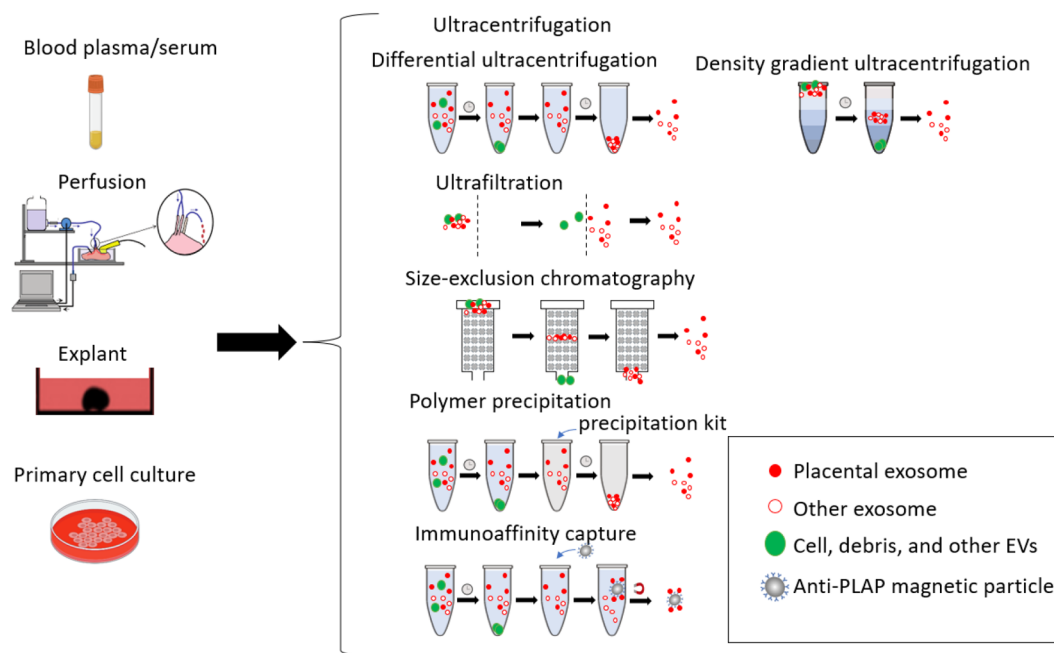 Blood plasma/serum
Perfusion
Explant
Primary cell culture
Ultracentrifugation
Differential ultracentrifugation
Density gradient ultracentrifugation
Ultrafiltration
Size-exclusion chromatography
Polymer precipitation
precipitation kit
Immunoaffinity capture
Placental exosome
Other exosome
Cell, debris, and other EVs
Anti-PLAP magnetic particle